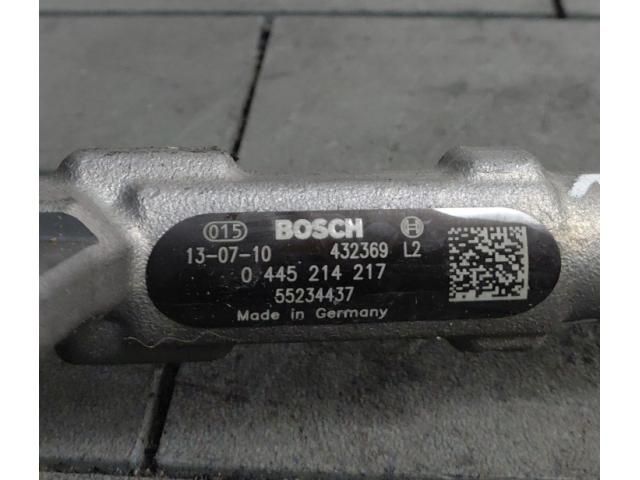 015 BOSCH
13-07-10 432369 L2
0 445 214 217
55234437
Made in Germany